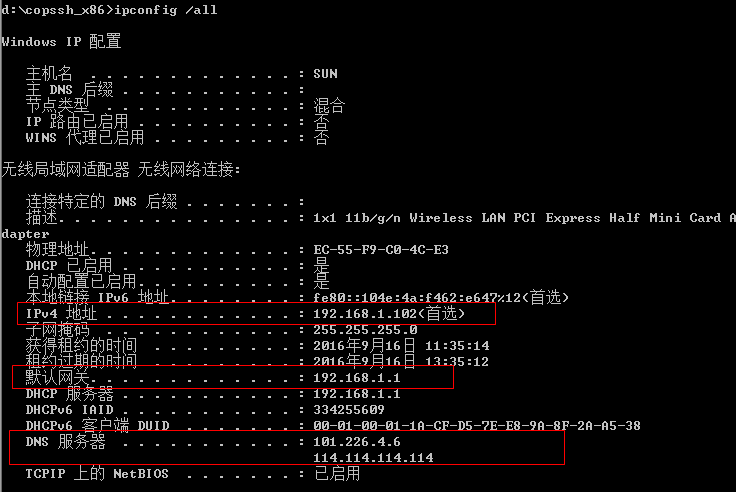 d:\copssh_x86>ipconfig /all
Windows IP 配置
主机名 . . . . . . . . . . . . . : SUN
主 DNS 后缀 . . . . . . . . . . . :
节点类型 . . . . . . . . . . . . : 混合
IP 路由已启用 . . . . . . . . . . : 否
WINS 代理已启用 . . . . . . . . . : 否
无线局域网适配器 无线网络连接:
连接特定的 DNS 后缀 . . . . . . . :
描述. . . . . . . . . . . . . . . : 1x1 11b/g/n Wireless LAN PCI Express Half Mini Card A
dapter
物理地址. . . . . . . . . . . . . : EC-55-F9-C0-4C-E3
DHCP 已启用 . . . . . . . . . . . : 是
自动配置已启用. . . . . . . . . . : 是
本地链接 IPv6 地址. . . . . . . . : fe80::104e:4a:f462:e647%12(首选)
IPv4 地址 . . . . . . . . . . . . : 192.168.1.102(首选)
子网掩码 . . . . . . . . . . . . : 255.255.255.0
获得租约的时间 . . . . . . . . . : 2016年9月16日 11:35:14
租约过期的时间 . . . . . . . . . : 2016年9月16日 13:35:12
默认网关. . . . . . . . . . . . . : 192.168.1.1
DHCP 服务器 . . . . . . . . . . . : 192.168.1.1
DHCPv6 IAID . . . . . . . . . . . : 334255609
DHCPv6 客户端 DUID . . . . . . . : 00-01-00-01-1A-CF-D5-7E-E8-9A-8F-2A-A5-38
DNS 服务器 . . . . . . . . . . . : 101.226.4.6
114.114.114.114
TCPIP 上的 NetBIOS . . . . . . . : 已启用